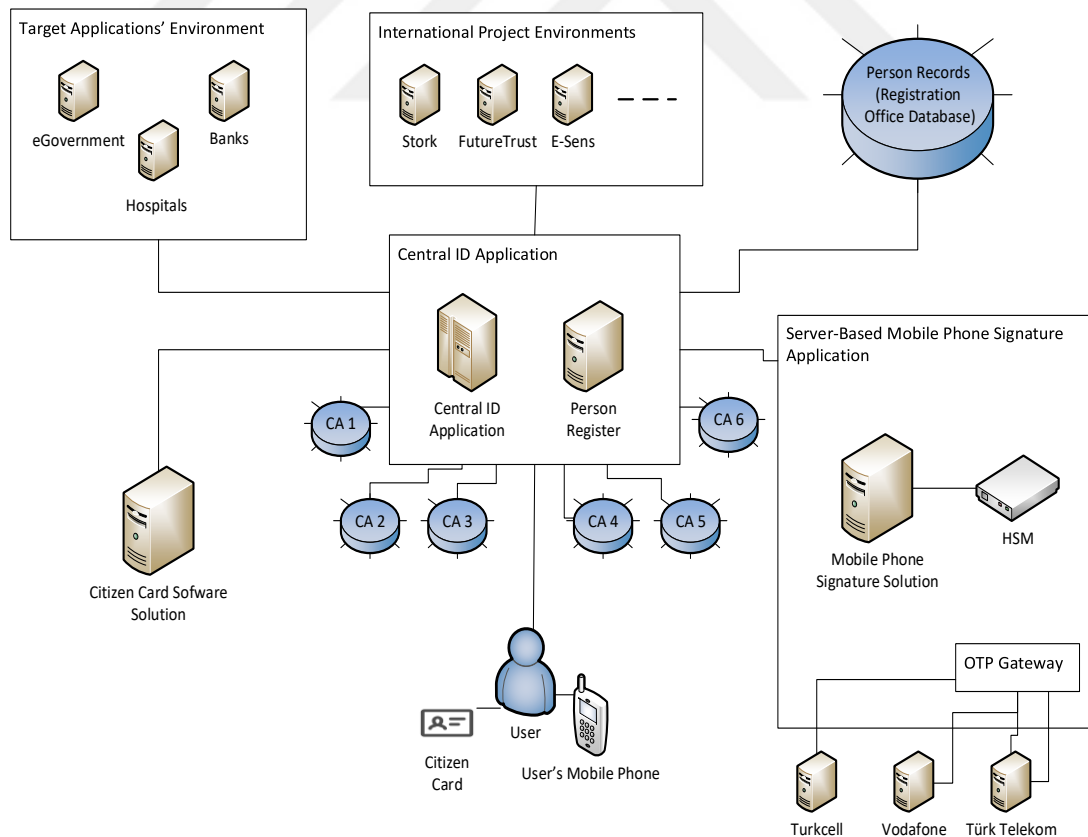 Target Applications’ Environment
eGovernment
Banks
Hospitals
International Project Environments
Stork
FutureTrust
E-Sens
Person Records
(Registration
Office Database)
Central ID Application
Central ID
Application
Person
Register
CA 1
CA 2
CA 3
CA 4
CA 5
CA 6
Server-Based Mobile Phone Signature
Application
Mobile Phone
Signature Solution
HSM
OTP Gateway
Citizen Card Sofware
Solution
User
Citizen
Card
User’s Mobile Phone
Turkcell
Vodafone
Türk Telekom